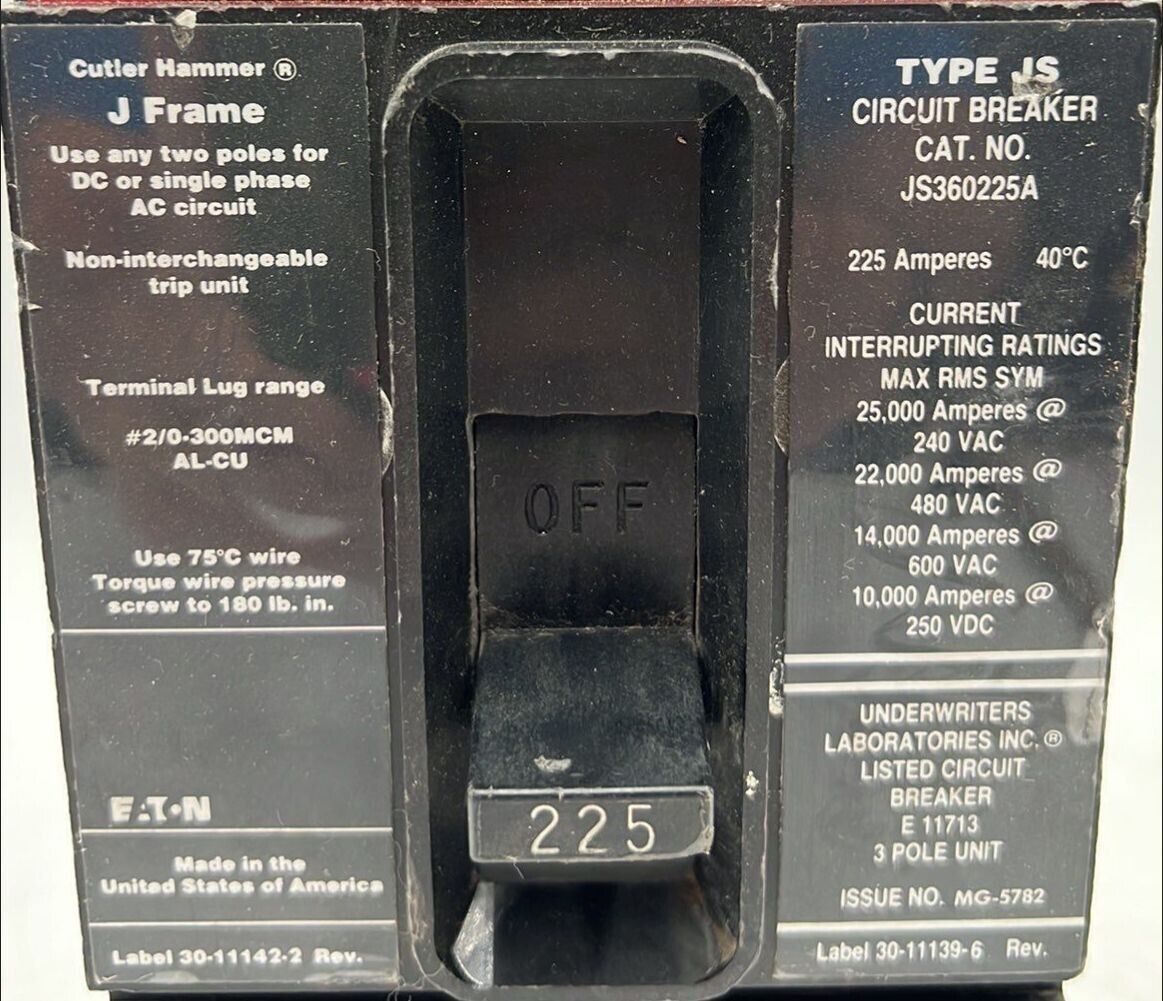 Cutler Hammer ®
J Frame
Use any two poles for
DC or single phase
AC circuit
Non-interchangeable
trip unit
Terminal Lug range
#2/0-300MCM
AL-CU
Use 75°C wire
Torque wire pressure
screw to 180 lb. in.
EATON
Made in the
United States of America
Label 30-11142-2 Rev.
OFF
225
TYPE JS
CIRCUIT BREAKER
CAT. NO.
JS360225A
225 Amperes 40°C
CURRENT
INTERRUPTING RATINGS
MAX RMS SYM
25,000 Amperes @
240 VAC
22,000 Amperes @
480 VAC
14,000 Amperes @
600 VAC
10,000 Amperes @
250 VDC
UNDERWRITERS
LABORATORIES INC.®
LISTED CIRCUIT
BREAKER
E 11713
3 POLE UNIT
ISSUE NO. MG-5782
Label 30-11139-6 Rev.